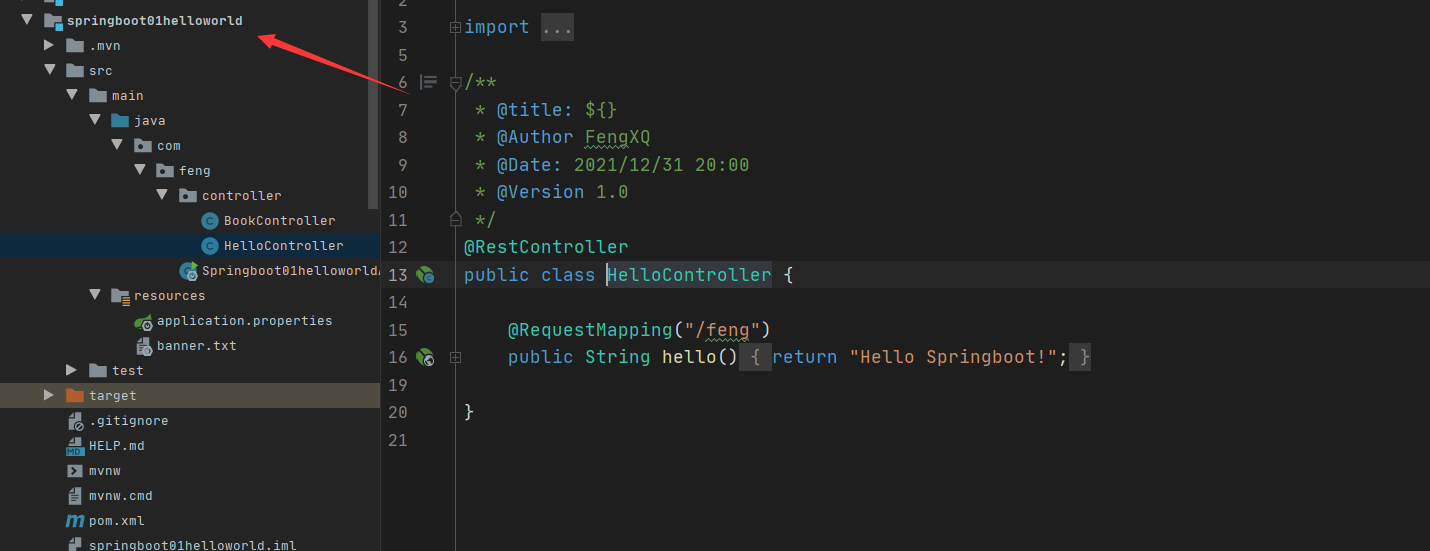 springboot01helloworld
.mvn
src
main
java
com
feng
controller
BookController
HelloController
Springboot01helloworld
resources
application.properties
banner.txt
test
target
.gitignore
HELP.md
mvnw
mvnw.cmd
pom.xml
springboot01helloworld.iml
2
3 import ...
5
6 /**
7 * @title: ${}
8 * @Author FengXQ
9 * @Date: 2021/12/31 20:00
10 * @Version 1.0
11 */
12 @RestController
13 public class HelloController {
14
15 @RequestMapping("/feng")
16 public String hello() { return "Hello Springboot!"; }
19
20 }
21